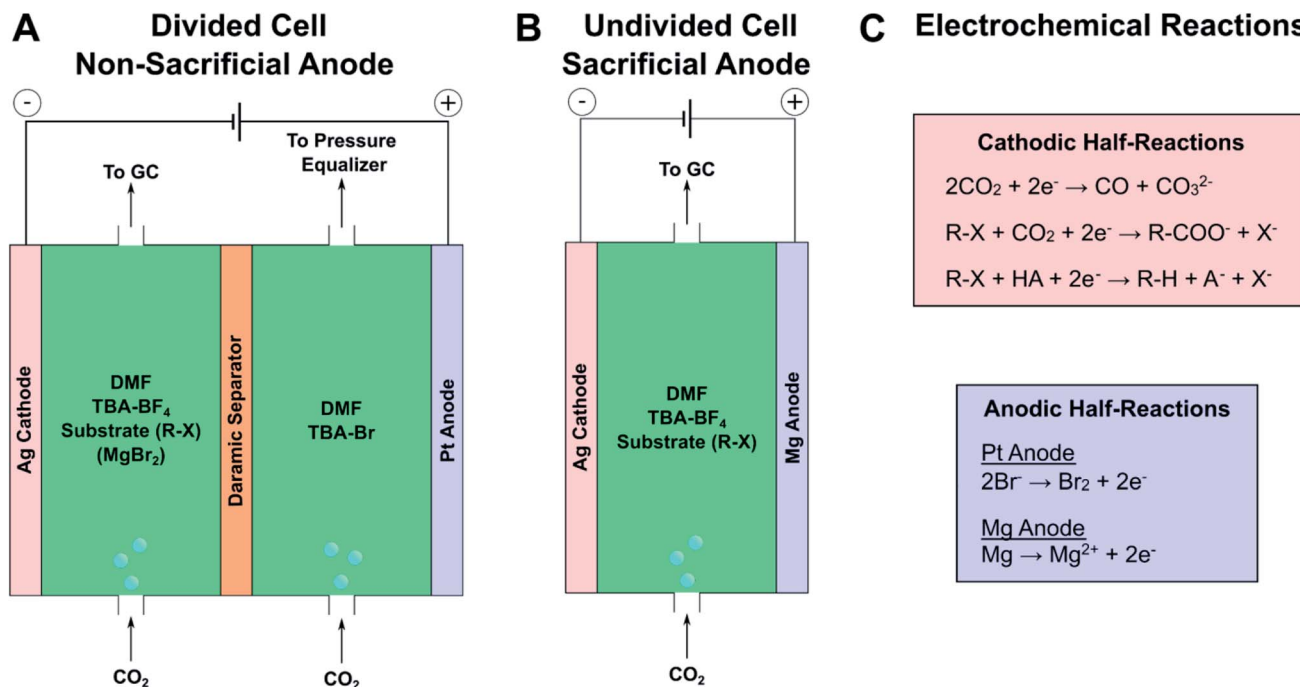 A
Divided Cell
Non-Sacrificial Anode
-
+
To GC
To Pressure
Equalizer
Ag Cathode
DMF
TBA-BF₄
Substrate (R-X)
(MgBr₂)
Daramic Separator
DMF
TBA-Br
Pt Anode
CO₂
CO₂
B
Undivided Cell
Sacrificial Anode
-
+
To GC
Ag Cathode
DMF
TBA-BF₄
Substrate (R-X)
Mg Anode
CO₂
C
Electrochemical Reactions
Cathodic Half-Reactions
2CO₂ + 2e⁻ → CO + CO₃²⁻
R-X + CO₂ + 2e⁻ → R-COO⁻ + X⁻
R-X + HA + 2e⁻ → R-H + A⁻ + X⁻
Anodic Half-Reactions
Pt Anode
2Br⁻ → Br₂ + 2e⁻
Mg Anode
Mg → Mg²⁺ + 2e⁻